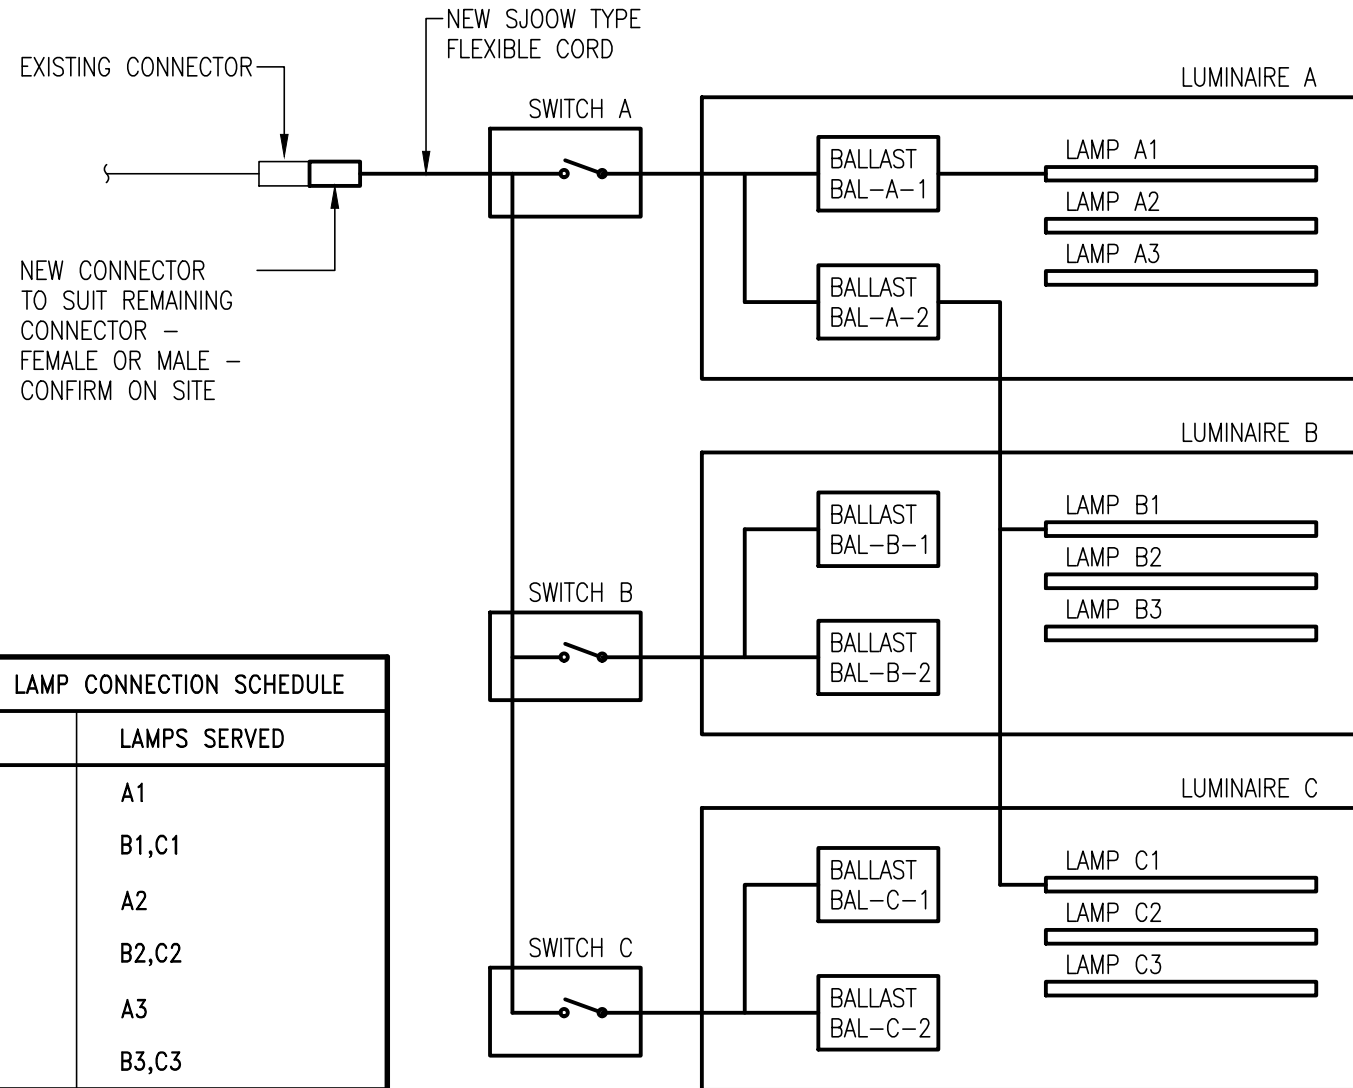 NEW SJOOW TYPE
FLEXIBLE CORD
EXISTING CONNECTOR
NEW CONNECTOR
TO SUIT REMAINING
CONNECTOR –
FEMALE OR MALE –
CONFIRM ON SITE
SWITCH A
LUMINAIRE A
BALLAST
BAL-A-1
BALLAST
BAL-A-2
LAMP A1
LAMP A2
LAMP A3
SWITCH B
LUMINAIRE B
BALLAST
BAL-B-1
BALLAST
BAL-B-2
LAMP B1
LAMP B2
LAMP B3
SWITCH C
LUMINAIRE C
BALLAST
BAL-C-1
BALLAST
BAL-C-2
LAMP C1
LAMP C2
LAMP C3
LAMP CONNECTION SCHEDULE
LAMPS SERVED
A1
B1,C1
A2
B2,C2
A3
B3,C3